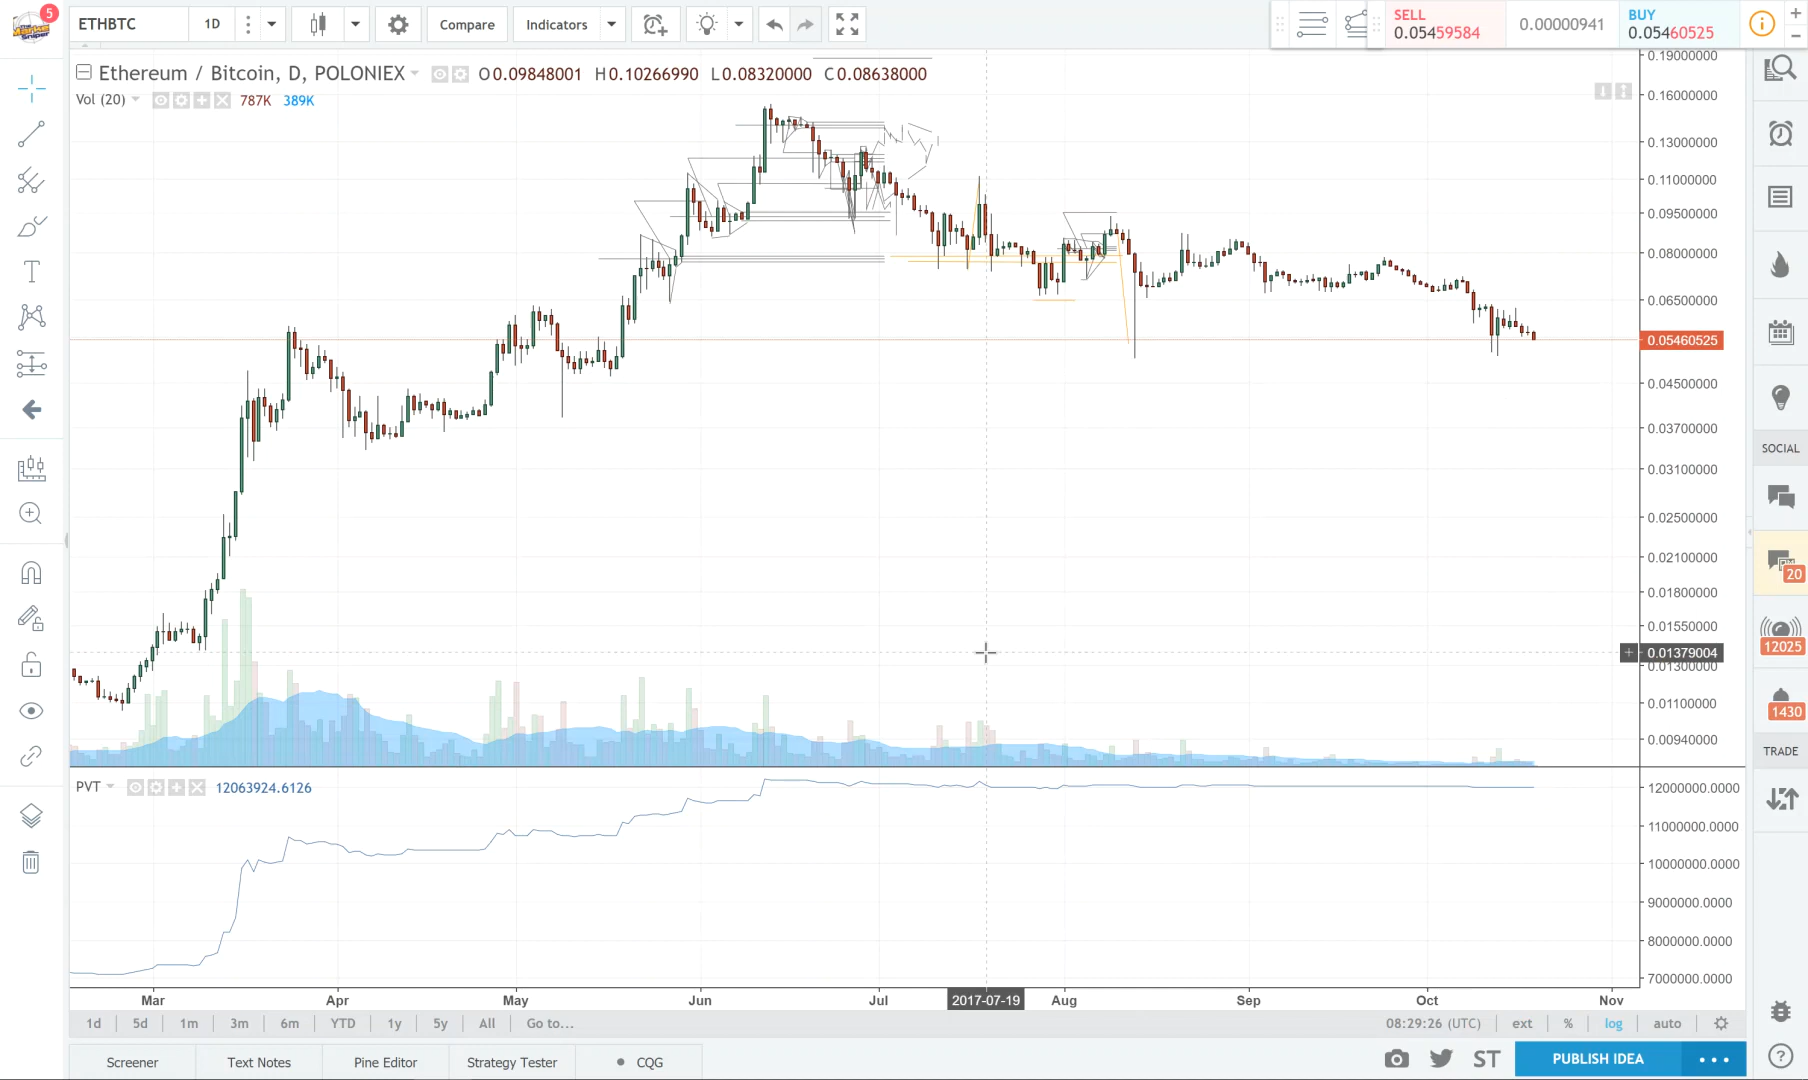 5
ETHBTC
1D
Compare
Indicators
SELL
0.05459584
0.00000941
BUY
0.05460525
Ethereum / Bitcoin, D, POLONIEX
O0.09848001 H0.10266990 L0.08320000 C0.08638000
Vol (20) 787K 389K
0.19000000
0.16000000
0.13000000
0.11000000
0.09500000
0.08000000
0.06500000
0.05460525
0.04500000
0.03700000
0.03100000
0.02500000
0.02100000
0.01800000
0.01550000
0.01379004
0.01300000
0.01100000
0.00940000
SOCIAL
20
12025
1430
TRADE
PVT 12063924.6126
12000000.0000
11000000.0000
10000000.0000
9000000.0000
8000000.0000
7000000.0000
Mar Apr May Jun Jul 2017-07-19 Aug Sep Oct Nov
1d 5d 1m 3m 6m YTD 1y 5y All Go to...
08:29:26 (UTC) ext % log auto
Screener Text Notes Pine Editor Strategy Tester CQG
ST
PUBLISH IDEA